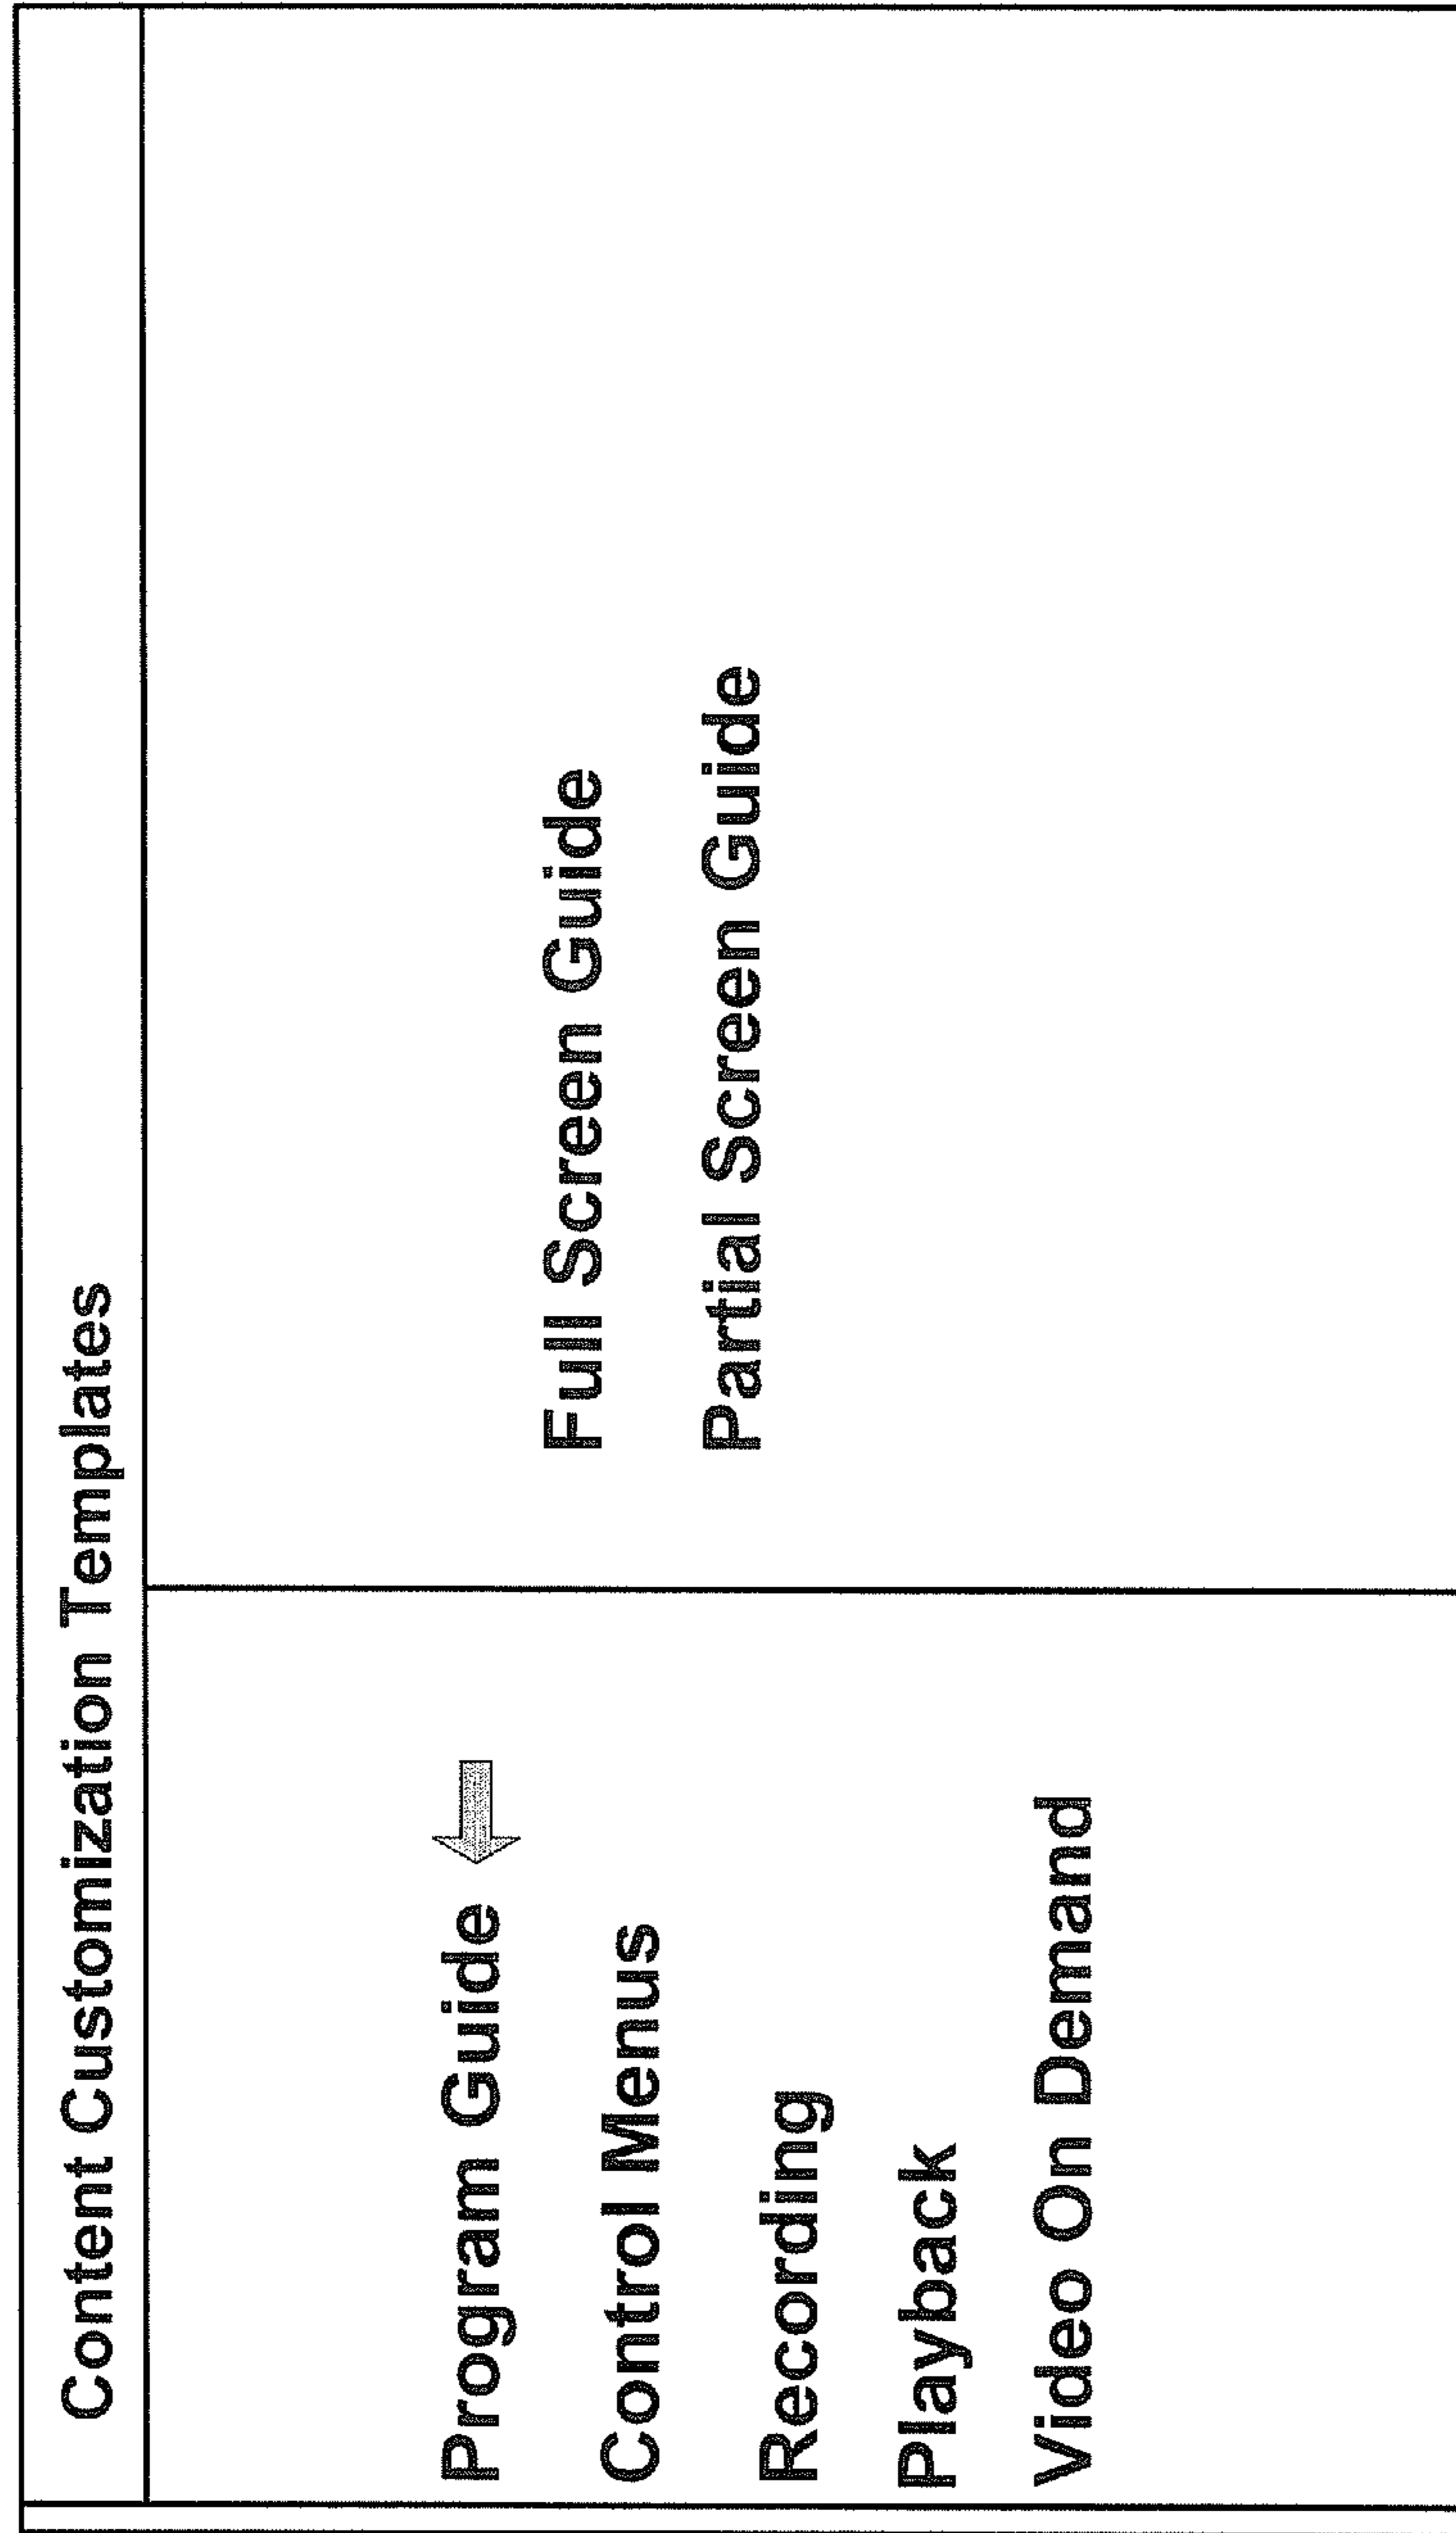 Content Customization Templates
Program Guide
Control Menus
Recording
Playback
Video On Demand
Full Screen Guide
Partial Screen Guide